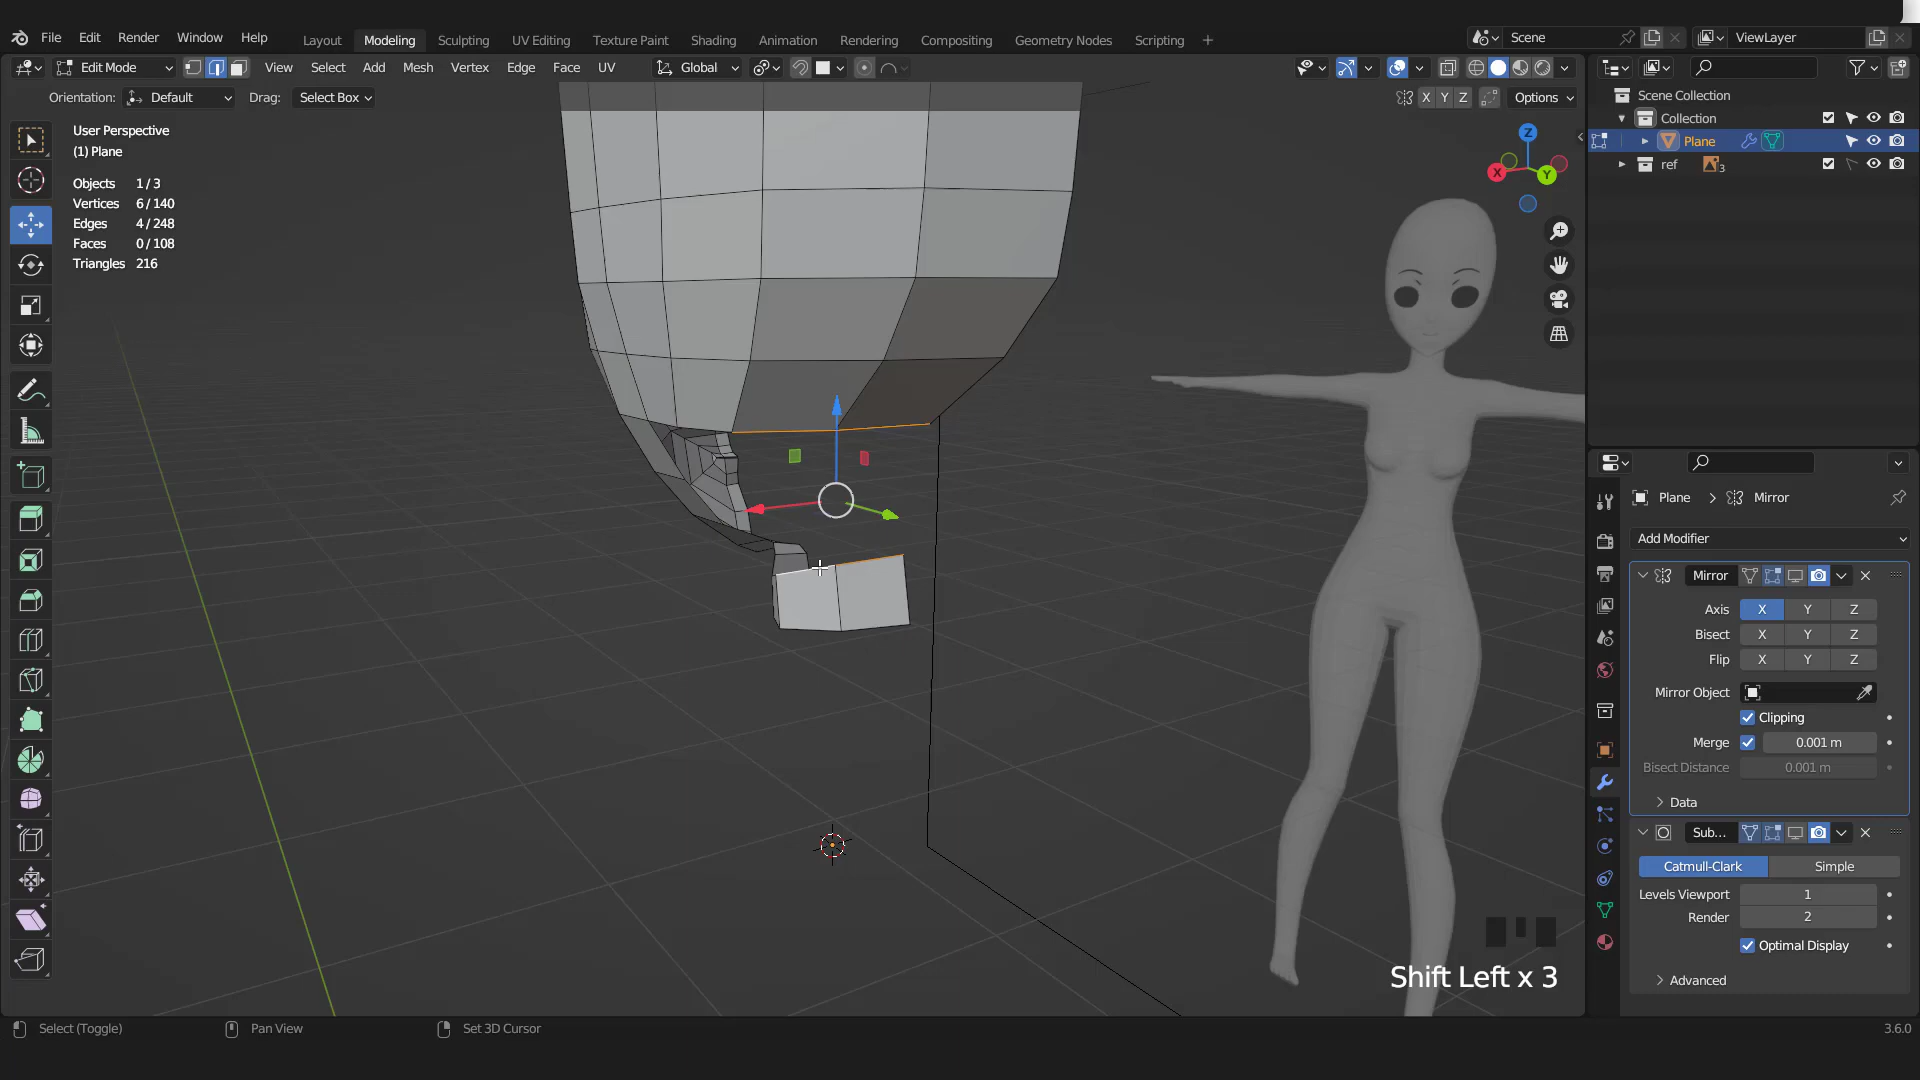 File Edit Render Window Help Layout Modeling Sculpting UV Editing Texture Paint Shading Animation Rendering Compositing Geometry Nodes Scripting + Scene ViewLayer
Edit Mode View Select Add Mesh Vertex Edge Face UV Global
Orientation: Default Drag: Select Box X Y Z Options
User Perspective
(1) Plane
Objects 1 / 3
Vertices 6 / 140
Edges 4 / 248
Faces 0 / 108
Triangles 216
Z
X
Y
Shift Left x 3
Scene Collection
Collection
Plane
ref 3
Plane > Mirror
Add Modifier
Mirror
Axis X Y Z
Bisect X Y Z
Flip X Y Z
Mirror Object
Clipping
Merge 0.001 m
Bisect Distance 0.001 m
Data
Sub...
Catmull-Clark Simple
Levels Viewport 1
Render 2
Optimal Display
Advanced
Select (Toggle) Pan View Set 3D Cursor 3.6.0